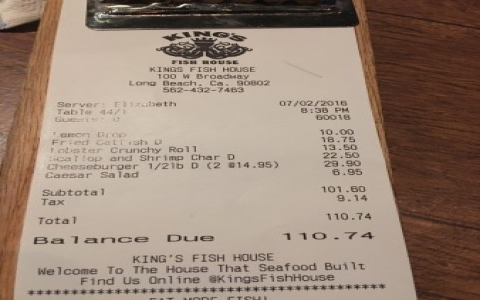 KING'S
FISH HOUSE
KINGS FISH HOUSE
100 W Broadway
Long Beach, Ca. 90802
562-432-7463
Server: Elizabeth 07/02/2016
Table 44/1 8:38 PM
Guests: 60018
Lemon Drop 10.00
Fried Catfish D 18.75
Lobster Crunchy Roll 13.50
Scallop and Shrimp Char D 22.50
Cheeseburger 1/2lb D (2 @14.95) 29.90
Caesar Salad 6.95
Subtotal 101.60
Tax 9.14
Total 110.74
Balance Due 110.74
KING'S FISH HOUSE
Welcome To The House That Seafood Built
Find Us Online @KingsFishHouse
EAT MORE FISH!